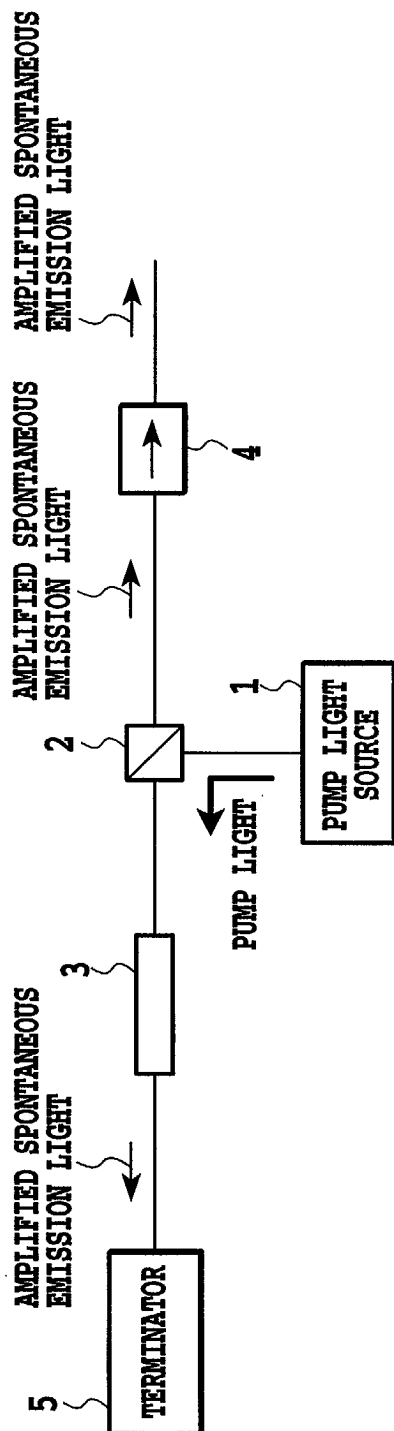 AMPLIFIED SPONTANEOUS
EMISSION LIGHT
AMPLIFIED SPONTANEOUS
EMISSION LIGHT
AMPLIFIED SPONTANEOUS
EMISSION LIGHT
5
TERMINATOR
3
2
4
PUMP LIGHT
1
PUMP LIGHT
SOURCE